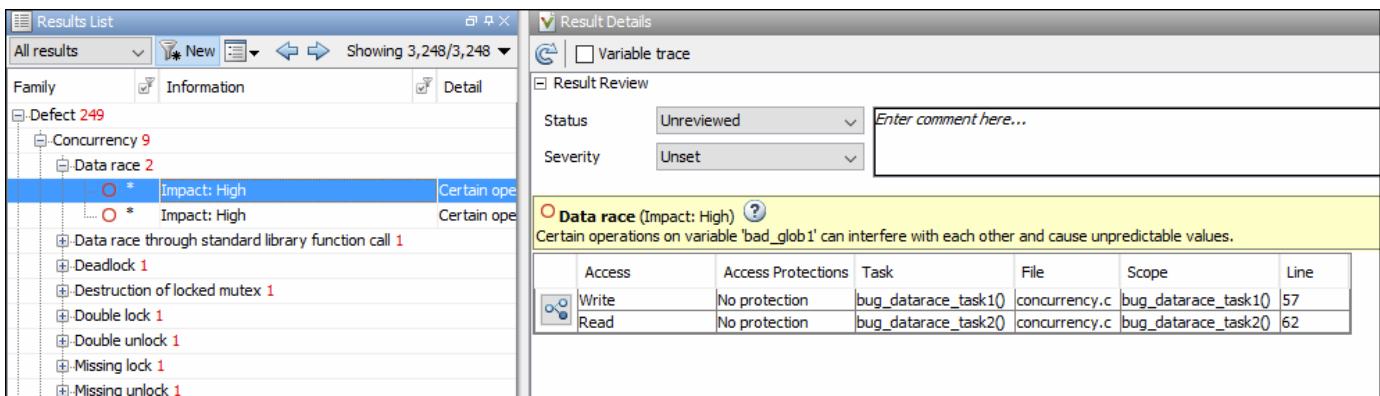 Results List
All results New Showing 3,248/3,248
Family Information Detail
Defect 249
Concurrency 9
Data race 2
* Impact: High Certain ope
* Impact: High Certain ope
Data race through standard library function call 1
Deadlock 1
Destruction of locked mutex 1
Double lock 1
Double unlock 1
Missing lock 1
Missing unlock 1
Result Details
Variable trace
Result Review
Status Unreviewed Enter comment here...
Severity Unset
Data race (Impact: High) ?
Certain operations on variable 'bad_glob1' can interfere with each other and cause unpredictable values.
Access Access Protections Task File Scope Line
Write No protection bug_datarace_task1() concurrency.c bug_datarace_task1() 57
Read No protection bug_datarace_task2() concurrency.c bug_datarace_task2() 62